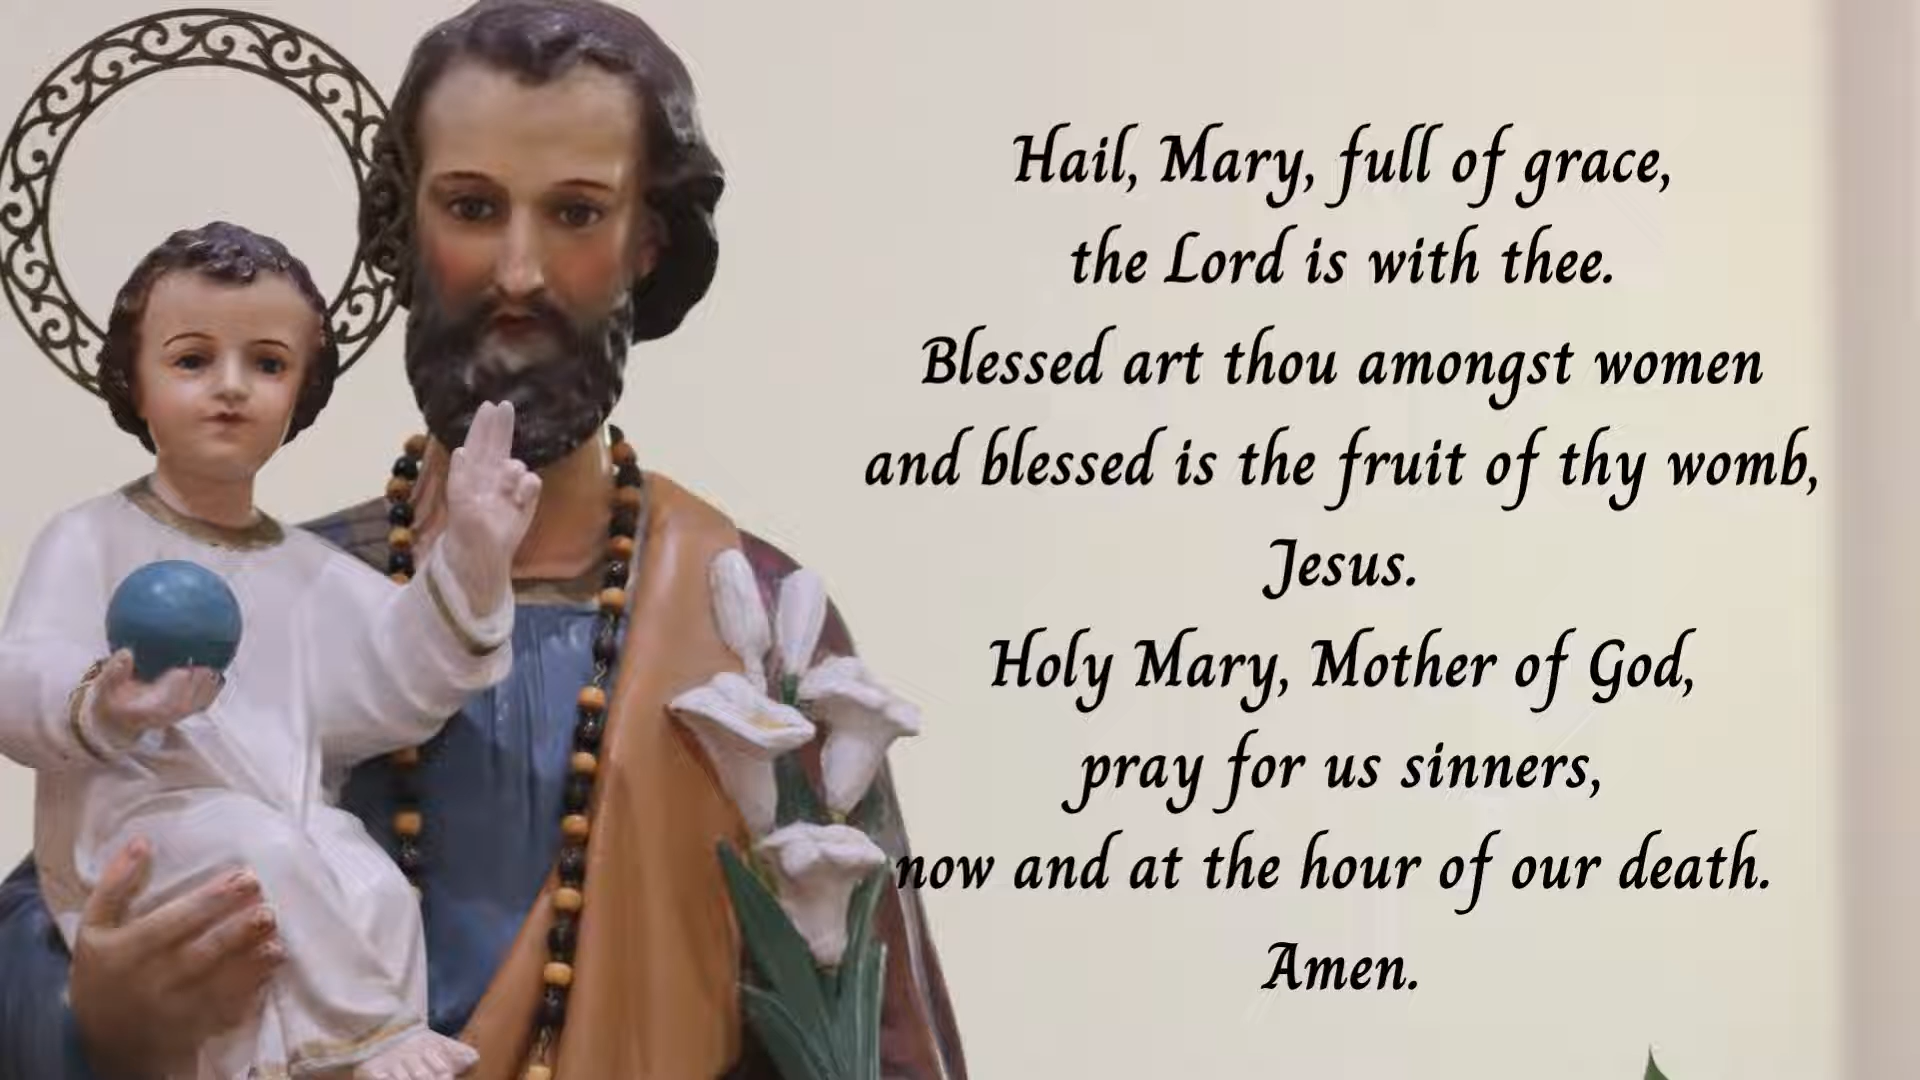 Hail, Mary, full of grace,
the Lord is with thee.
Blessed art thou amongst women
and blessed is the fruit of thy womb,
Jesus.
Holy Mary, Mother of God,
pray for us sinners,
now and at the hour of our death.
Amen.